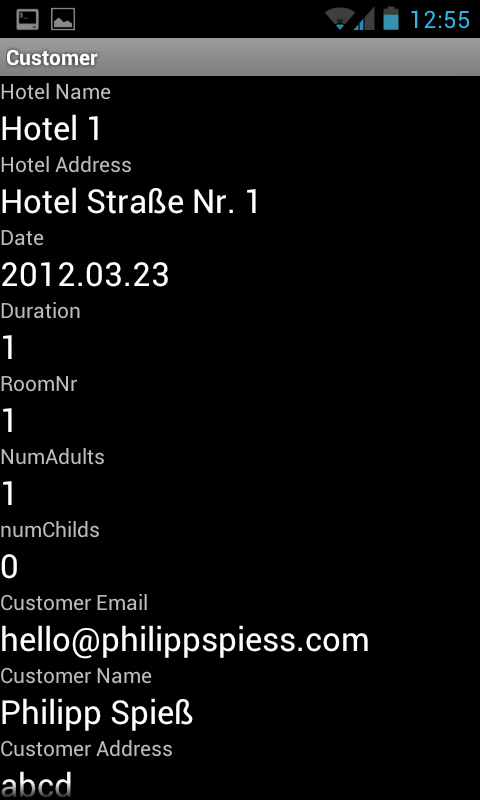 12:55
Customer
Hotel Name
Hotel 1
Hotel Address
Hotel Straße Nr. 1
Date
2012.03.23
Duration
1
RoomNr
1
NumAdults
1
numChilds
0
Customer Email
hello@philippspiess.com
Customer Name
Philipp Spieß
Customer Address
abcd